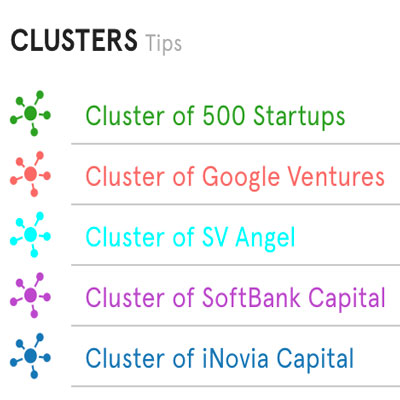 CLUSTERS Tips
Cluster of 500 Startups
Cluster of Google Ventures
Cluster of SV Angel
Cluster of SoftBank Capital
Cluster of iNovia Capital